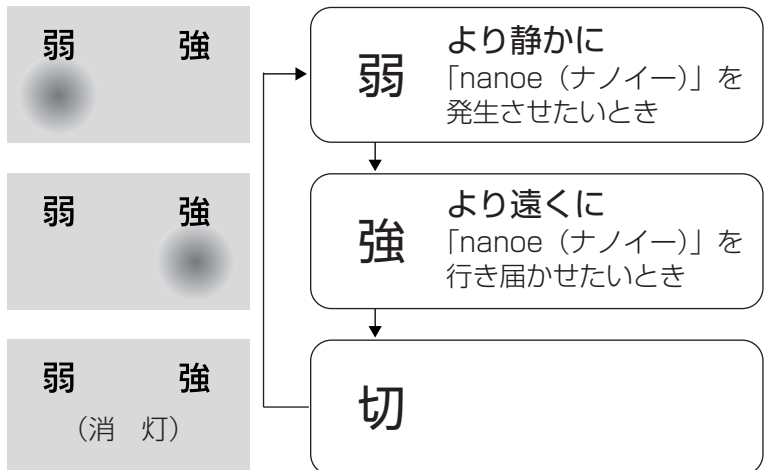 弱 強
弱 より静かに
「nanoe（ナノイー）」を
発生させたいとき
弱 強
強 より遠くに
「nanoe（ナノイー）」を
行き届かせたいとき
弱 強
（消　灯）
切